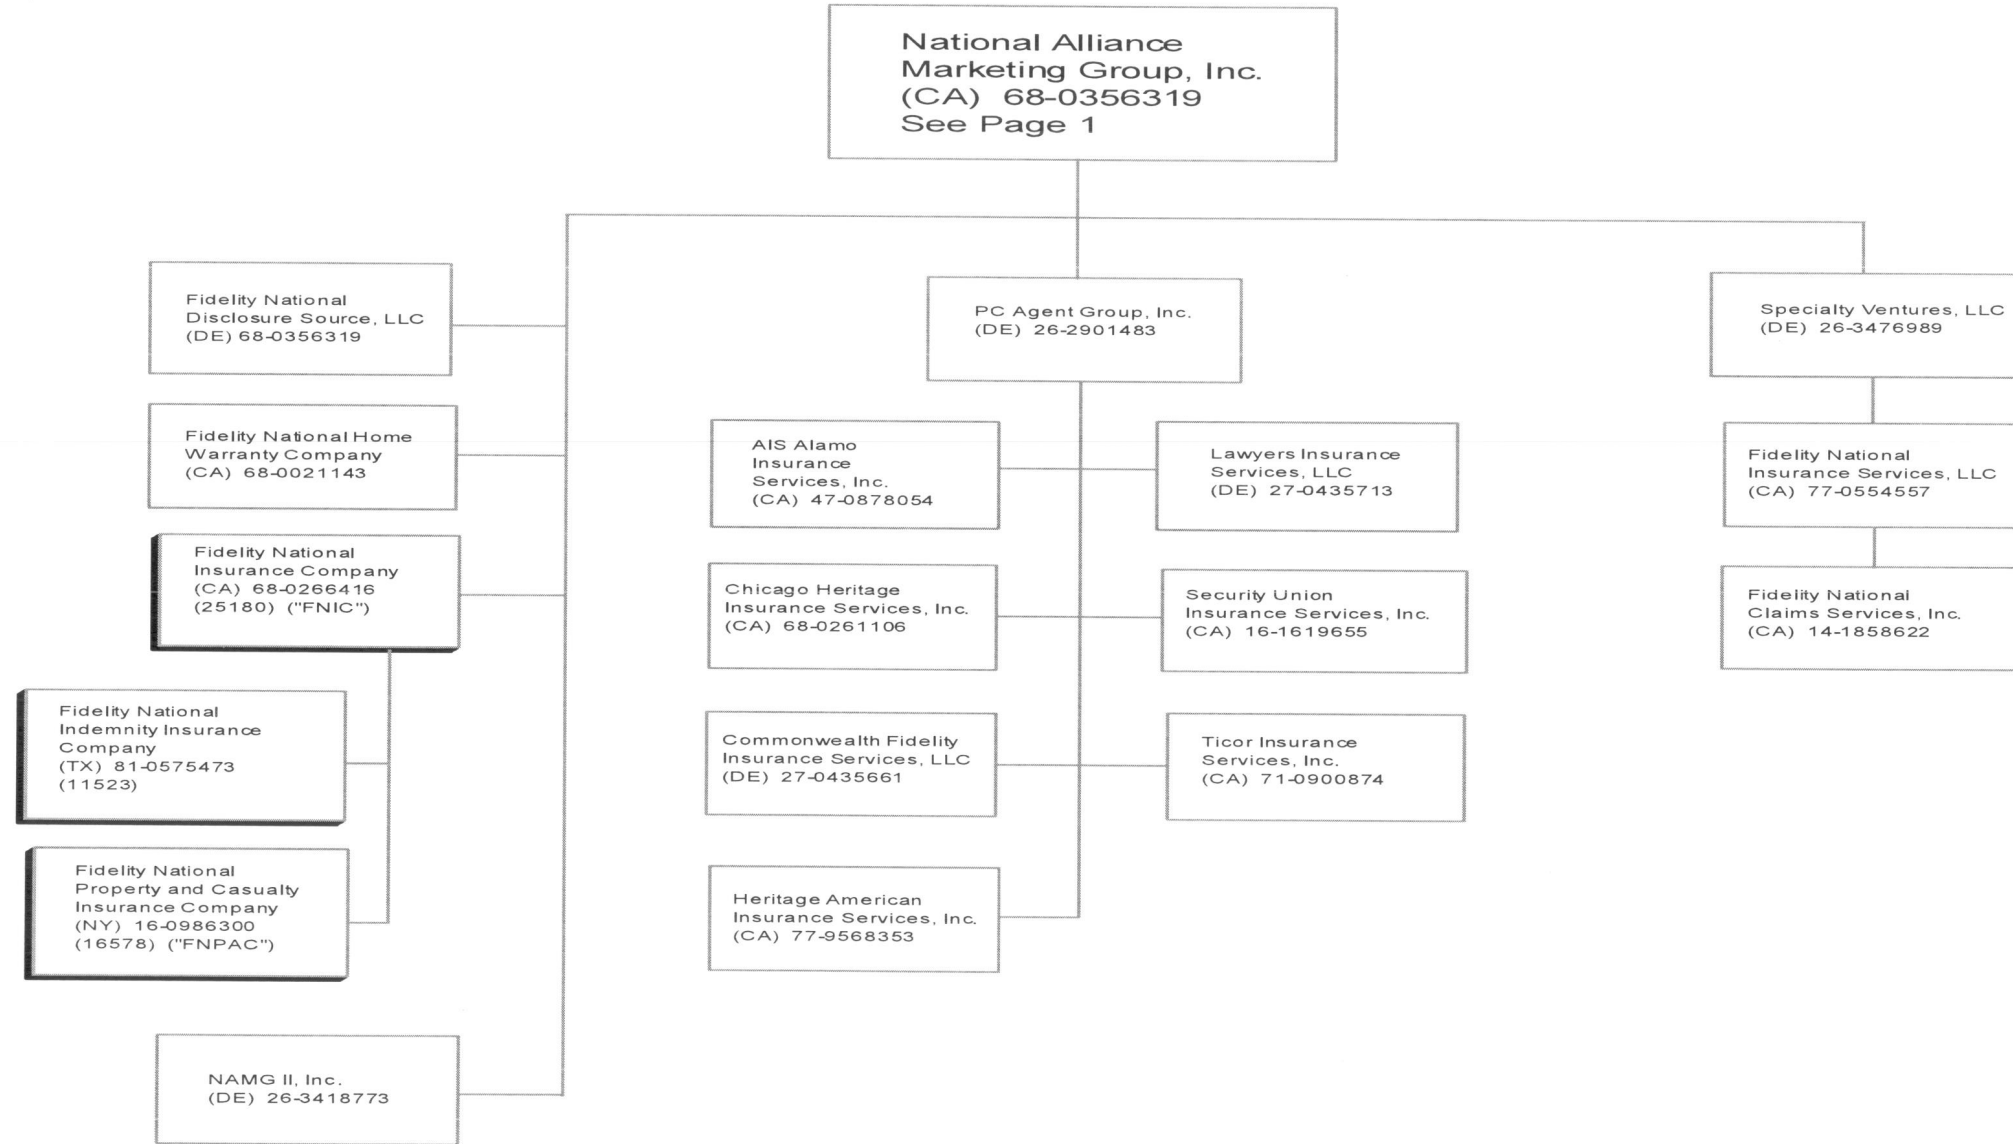 National Alliance
Marketing Group, Inc.
(CA) 68-0356319
See Page 1
Fidelity National
Disclosure Source, LLC
(DE) 68-0356319
Fidelity National Home
Warranty Company
(CA) 68-0021143
Fidelity National
Insurance Company
(CA) 68-0266416
(25180) ("FNIC")
Fidelity National
Indemnity Insurance
Company
(TX) 81-0575473
(11523)
Fidelity National
Property and Casualty
Insurance Company
(NY) 16-0986300
(16578) ("FNPAC")
NAMG II, Inc.
(DE) 26-3418773
PC Agent Group, Inc.
(DE) 26-2901483
AIS Alamo
Insurance
Services, Inc.
(CA) 47-0878054
Lawyers Insurance
Services, LLC
(DE) 27-0435713
Chicago Heritage
Insurance Services, Inc.
(CA) 68-0261106
Security Union
Insurance Services, Inc.
(CA) 16-1619655
Commonwealth Fidelity
Insurance Services, LLC
(DE) 27-0435661
Ticor Insurance
Services, Inc.
(CA) 71-0900874
Heritage American
Insurance Services, Inc.
(CA) 77-9568353
Specialty Ventures, LLC
(DE) 26-3476989
Fidelity National
Insurance Services, LLC
(CA) 77-0554557
Fidelity National
Claims Services, Inc.
(CA) 14-1858622